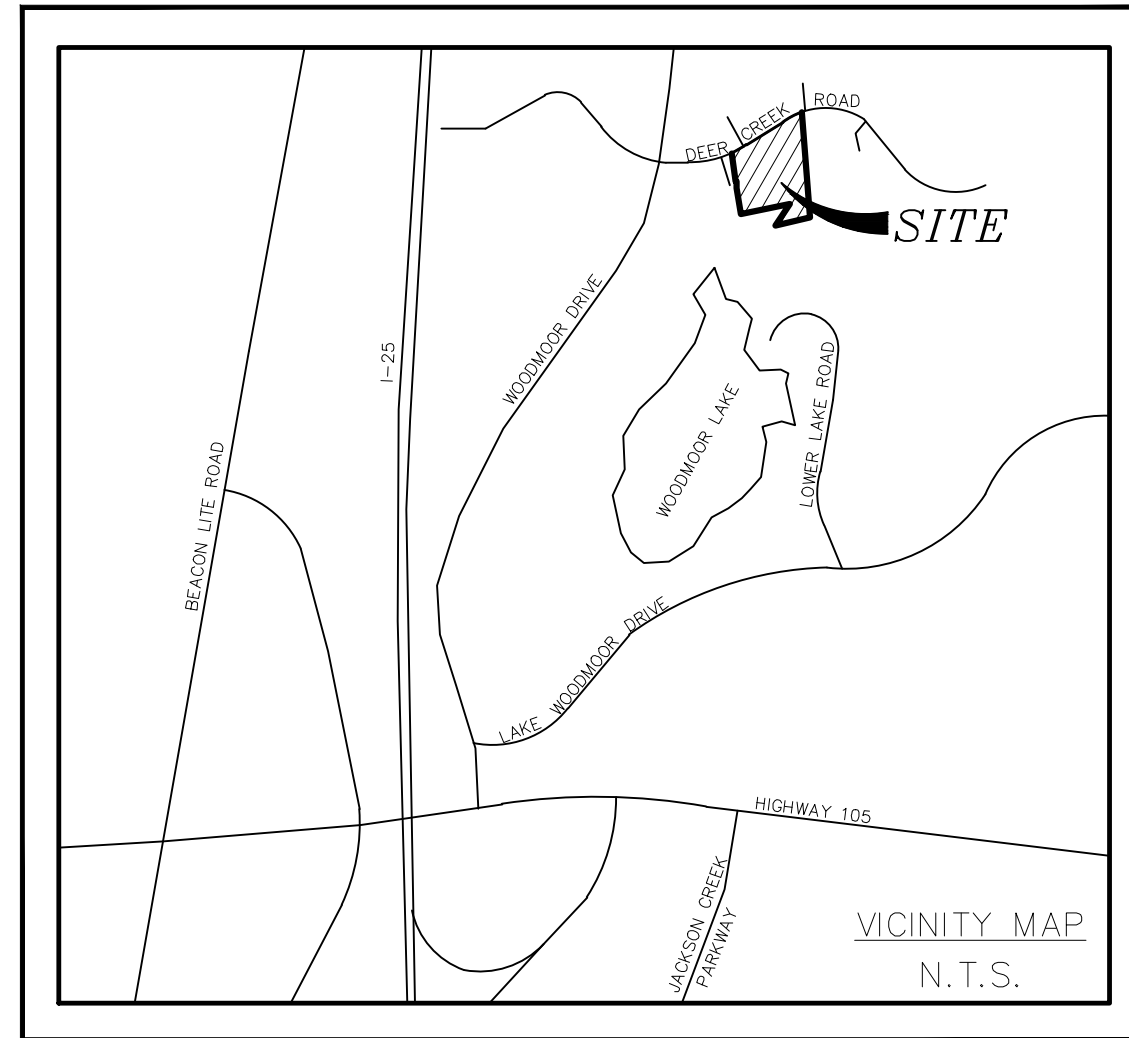 DEER CREEK ROAD
SITE
WOODMOOR DRIVE
I-25
WOODMOOR LAKE
LOWER LAKE ROAD
BEACON LITE ROAD
LAKE WOODMOOR DRIVE
HIGHWAY 105
JACKSON CREEK
PARKWAY
VICINITY MAP
N.T.S.